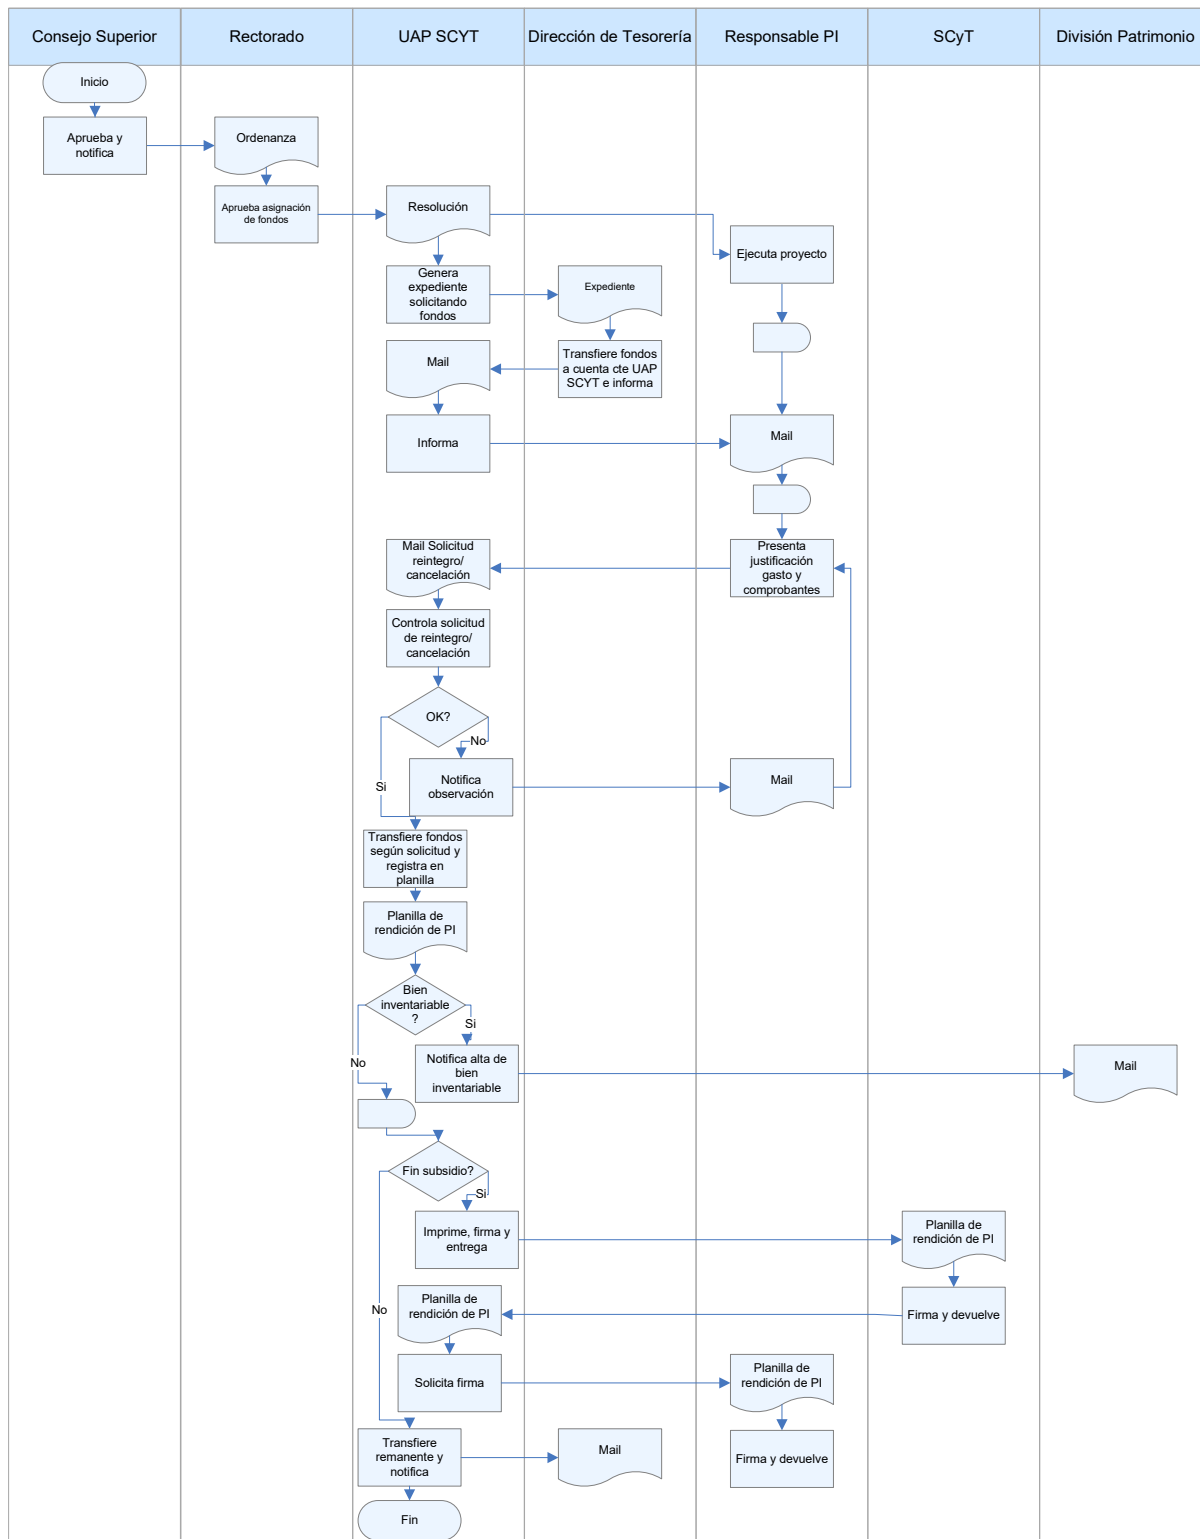 Consejo Superior
Rectorado
UAP SCYT
Dirección de Tesorería
Responsable PI
SCyT
División Patrimonio
Inicio
Aprueba y
notifica
Ordenanza
Aprueba asignación
de fondos
Resolución
Ejecuta proyecto
Genera
expediente
solicitando
fondos
Expediente
Mail
Transfiere fondos
a cuenta cte UAP
SCYT e informa
Informa
Mail
Mail Solicitud
reintegro/
cancelación
Presenta
justificación
gasto y
comprobantes
Controla solicitud
de reintegro/
cancelación
OK?
No
Si
Notifica
observación
Mail
Transfiere fondos
según solicitud y
registra en
planilla
Planilla de
rendición de PI
Bien
inventariable
?
Si
No
Notifica alta de
bien
inventariable
Mail
Fin subsidio?
Si
Imprime, firma y
entrega
Planilla de
rendición de PI
No
Planilla de
rendición de PI
Firma y devuelve
Solicita firma
Planilla de
rendición de PI
Transfiere
remanente y
notifica
Mail
Firma y devuelve
Fin